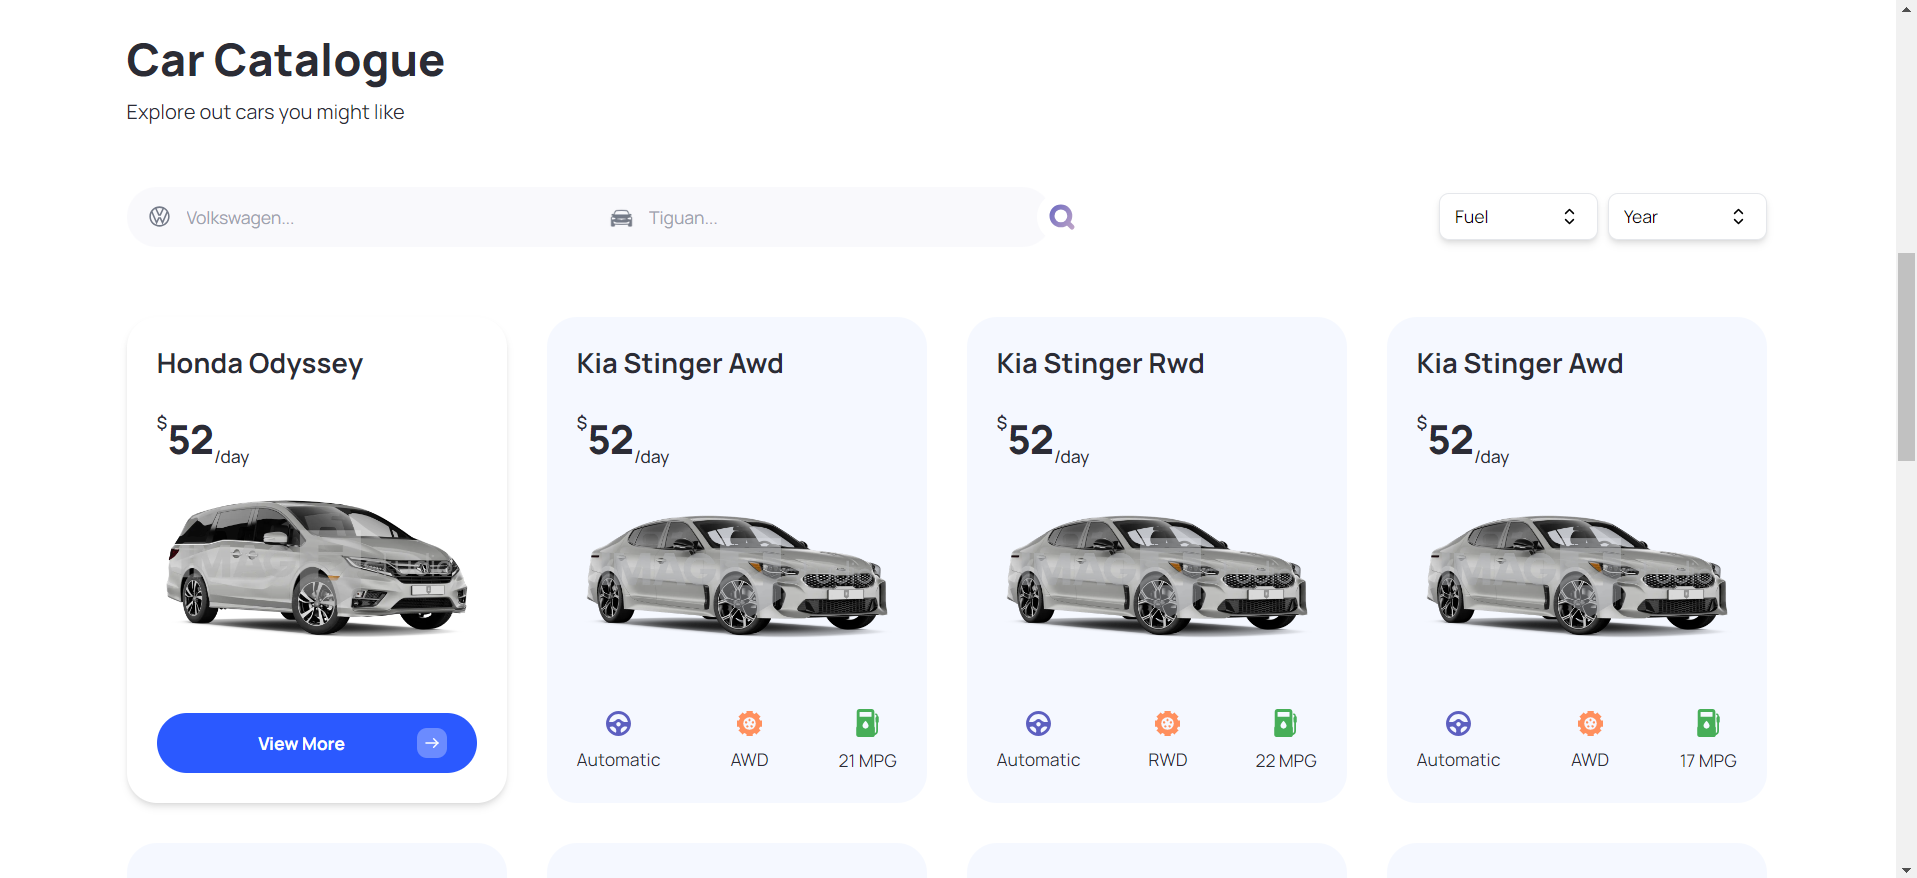 Car Catalogue
Explore out cars you might like
Volkswagen...
Tiguan...
Fuel
Year
Honda Odyssey
$52/day
View More
Kia Stinger Awd
$52/day
Automatic
AWD
21 MPG
Kia Stinger Rwd
$52/day
Automatic
RWD
22 MPG
Kia Stinger Awd
$52/day
Automatic
AWD
17 MPG